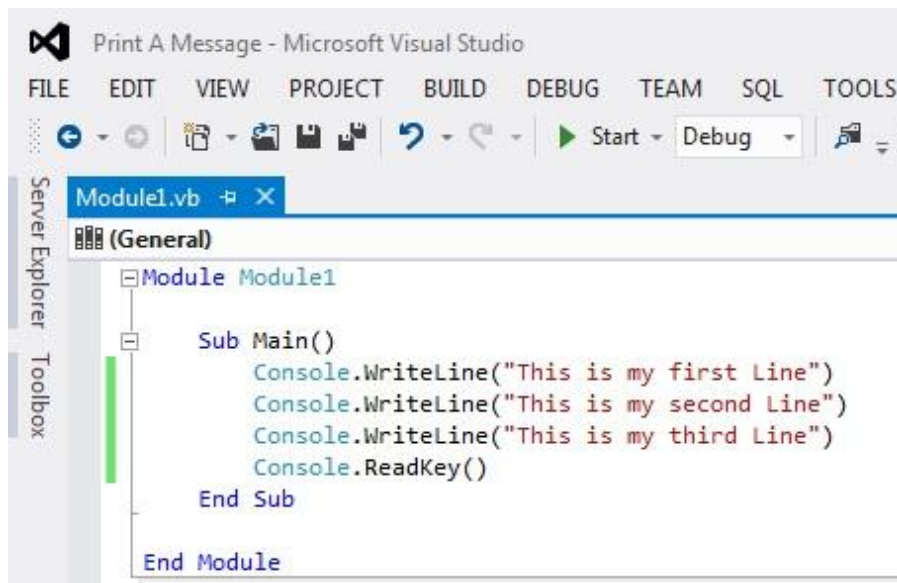 Print A Message - Microsoft Visual Studio
FILE EDIT VIEW PROJECT BUILD DEBUG TEAM SQL TOOLS
Start Debug
Server Explorer
Toolbox
Module1.vb
(General)
Module Module1
Sub Main()
Console.WriteLine("This is my first Line")
Console.WriteLine("This is my second Line")
Console.WriteLine("This is my third Line")
Console.ReadKey()
End Sub
End Module